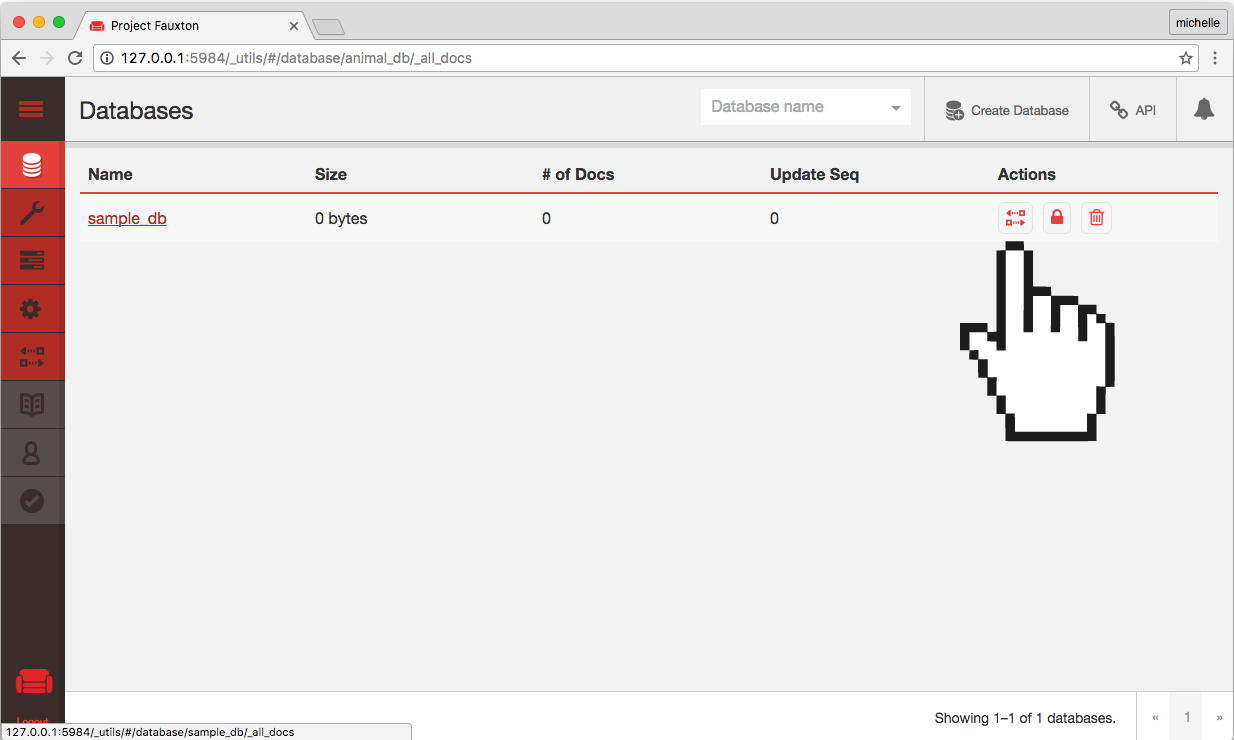 Project Fauxton
michelle
127.0.0.1:5984/_utils/#/database/animal_db/_all_docs
Databases
Database name
Create Database
API
Name Size # of Docs Update Seq Actions
sample_db 0 bytes 0 0
Showing 1–1 of 1 databases.
« 1 »
Logout
127.0.0.1:5984/_utils/#/database/sample_db/_all_docs